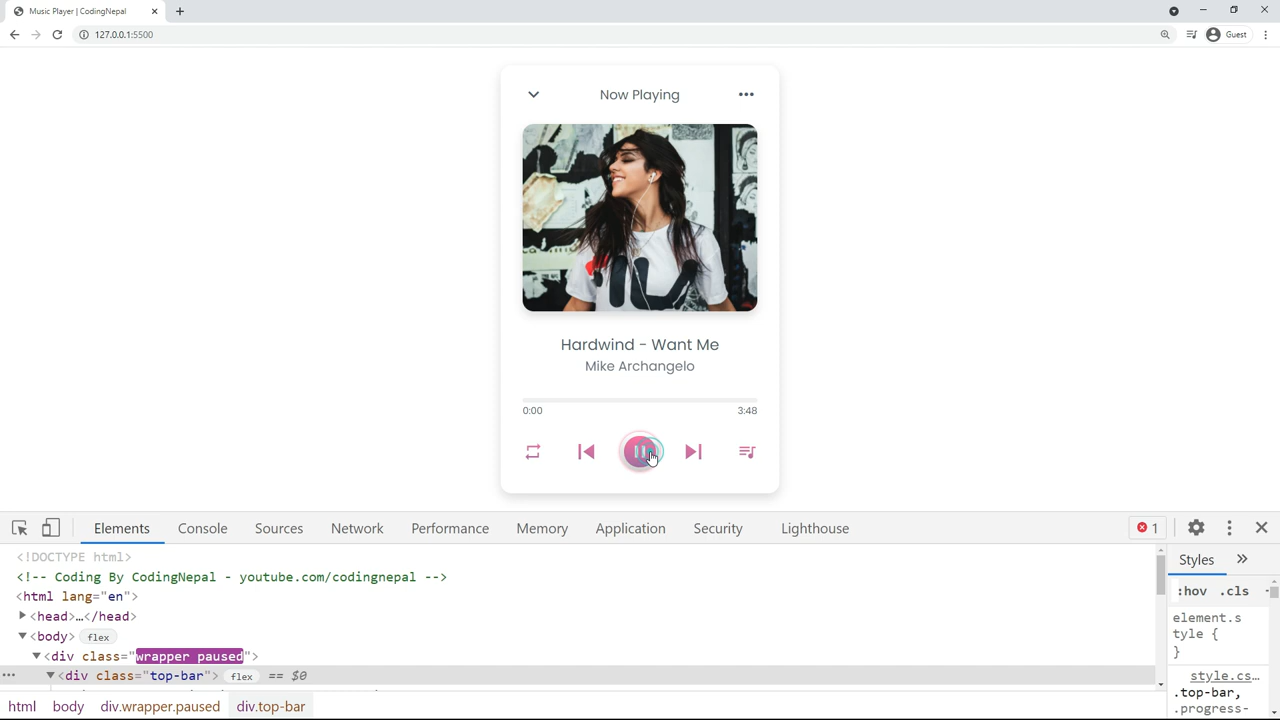 Music Player | CodingNepal
127.0.0.1:5500
Guest
Now Playing
Hardwind - Want Me
Mike Archangelo
0:00
3:48
Elements
Console
Sources
Network
Performance
Memory
Application
Security
Lighthouse
1
<!DOCTYPE html>
<!-- Coding By CodingNepal - youtube.com/codingnepal -->
<html lang="en">
<head>…</head>
<body> flex
<div class="wrapper paused">
<div class="top-bar"> flex == $0
html body div.wrapper.paused div.top-bar
Styles
:hov .cls
element.s
tyle {
}
style.cs…
.top-bar,
.progress-